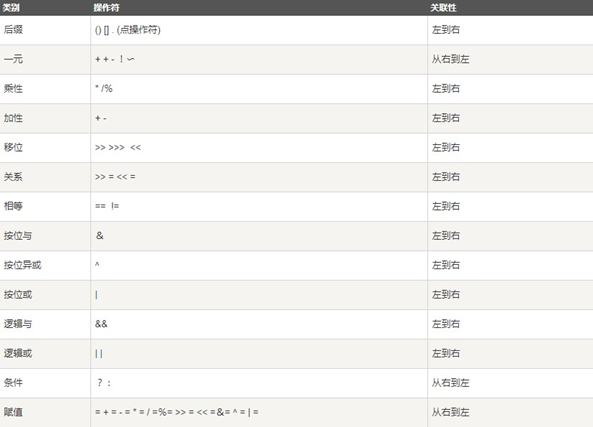 类别 操作符 关联性
后缀 () [] . (点操作符) 左到右
一元 + + - ！〜 从右到左
乘性 * /% 左到右
加性 + - 左到右
移位 >> >>>  << 左到右
关系 >> = << = 左到右
相等 ==  != 左到右
按位与 ＆ 左到右
按位异或 ^ 左到右
按位或 | 左到右
逻辑与 && 左到右
逻辑或 | | 左到右
条件 ？： 从右到左
赋值 = + = - = * = / =%= >> = << =＆= ^ = | = 从右到左